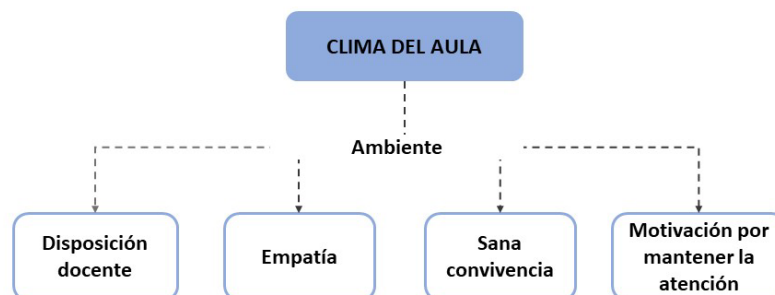 CLIMA DEL AULA
Ambiente
Disposición
docente
Empatía
Sana
convivencia
Motivación por
mantener la
atención